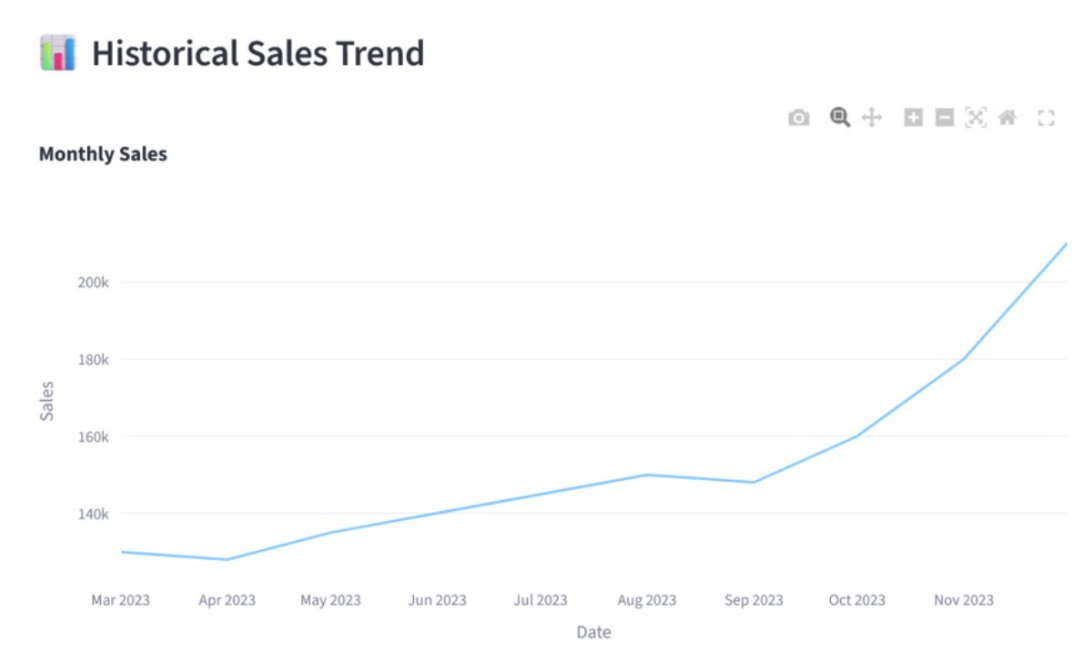 Historical Sales Trend
Monthly Sales
200k
180k
160k
140k
Sales
Mar 2023 Apr 2023 May 2023 Jun 2023 Jul 2023 Aug 2023 Sep 2023 Oct 2023 Nov 2023
Date